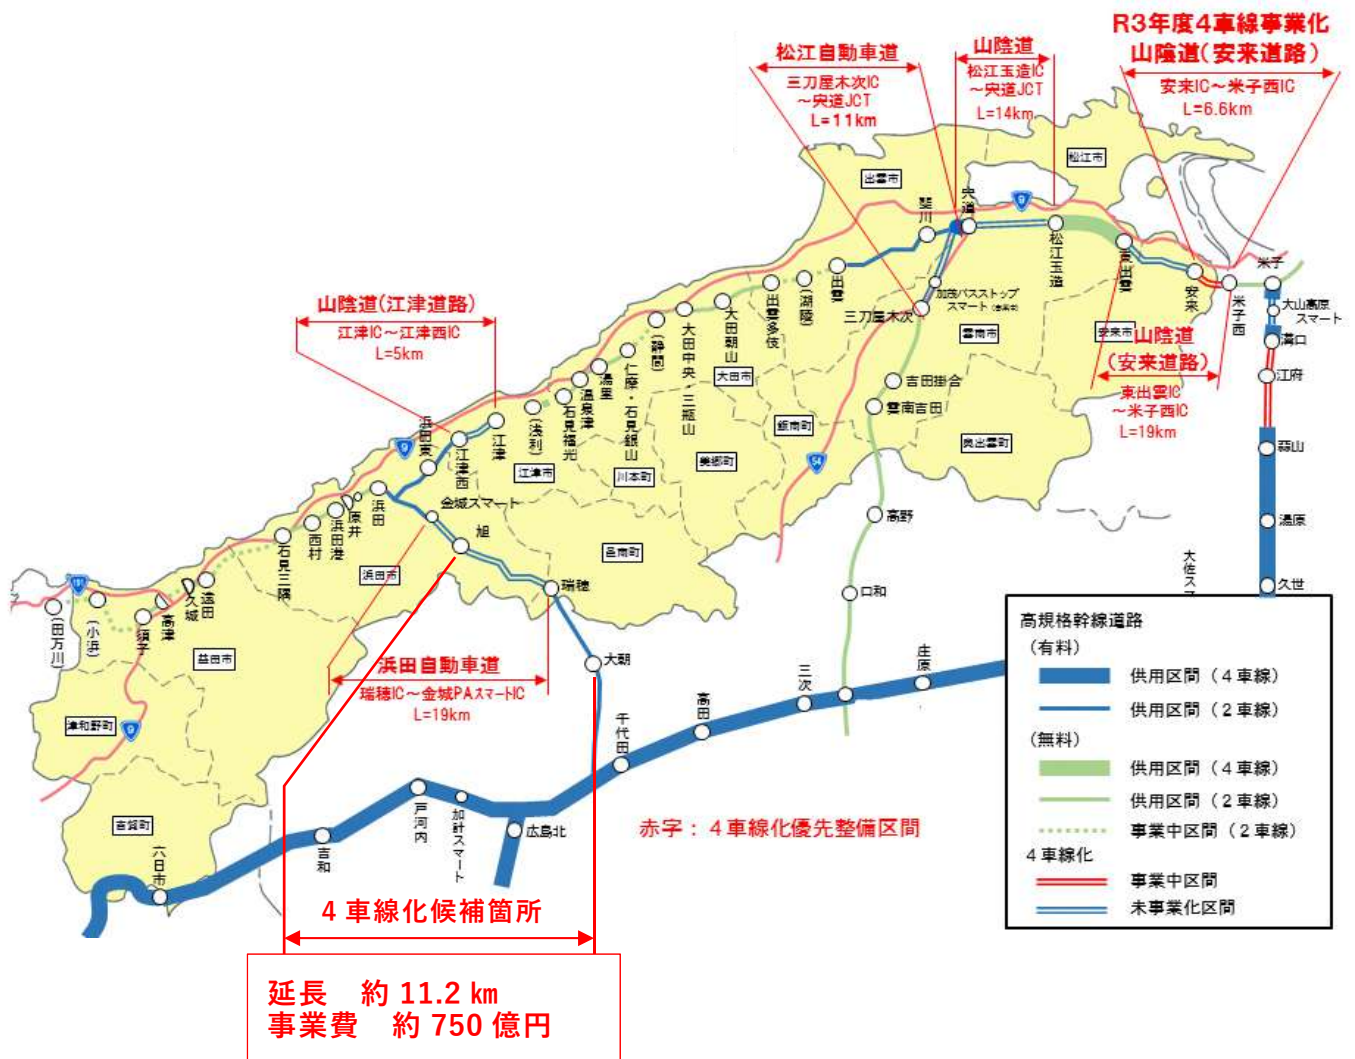 R3年度4車線事業化
山陰道(安来道路)
安来IC～米子西IC
L=6.6km
松江自動車道
三刀屋木次IC
～宍道JCT
L=11km
山陰道
松江玉造IC
～宍道JCT
L=14km
松江市
出雲市
9
斐川
宍道
松江玉造
東出雲
安来
米子西
米子
大山高原
スマート
溝口
江府
蒜山
湯原
久世
大佐ス
出雲
(湖陵)
出雲多伎
大田朝山
大田中央・三瓶山
(静間)
仁摩・石見銀山
湯里
温泉津
石見福光
(浅利)
江津
江津西
浜田東
加茂バスストップ
スマート
三刀屋木次
雲南市
安来市
山陰道
(安来道路)
東出雲IC
～米子西IC
L=19km
山陰道(江津道路)
江津IC～江津西IC
L=5km
大田市
飯南町
奥出雲町
吉田掛合
雲南吉田
54
美郷町
川本町
江津市
邑南町
高野
口和
9
浜田
金城スマート
旭
瑞穂
大朝
原井
浜田港
西村
石見三隅
浜田市
遠田
久城
高津
須子
191
(小浜)
(田万川)
益田市
津和野町
9
吉賀町
六日市
浜田自動車道
瑞穂IC～金城PAスマートIC
L=19km
吉和
戸河内
加計スマート
広島北
千代田
高田
三次
庄原
赤字：４車線化優先整備区間
４車線化候補箇所
延長　約 11.2 km
事業費　約 750 億円
高規格幹線道路
(有料)
供用区間（４車線）
供用区間（２車線）
(無料)
供用区間（４車線）
供用区間（２車線）
事業中区間（２車線）
４車線化
事業中区間
未事業化区間